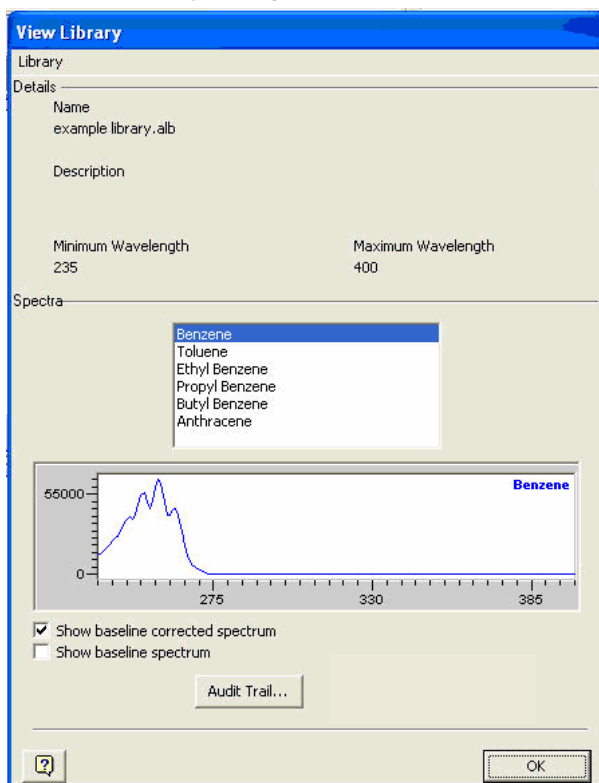 View Library
Library
Details
Name
example library.alb
Description
Minimum Wavelength Maximum Wavelength
235 400
Spectra
Benzene
Toluene
Ethyl Benzene
Propyl Benzene
Butyl Benzene
Anthracene
Benzene
55000
0
275 330 385
Show baseline corrected spectrum
Show baseline spectrum
Audit Trail...
? OK